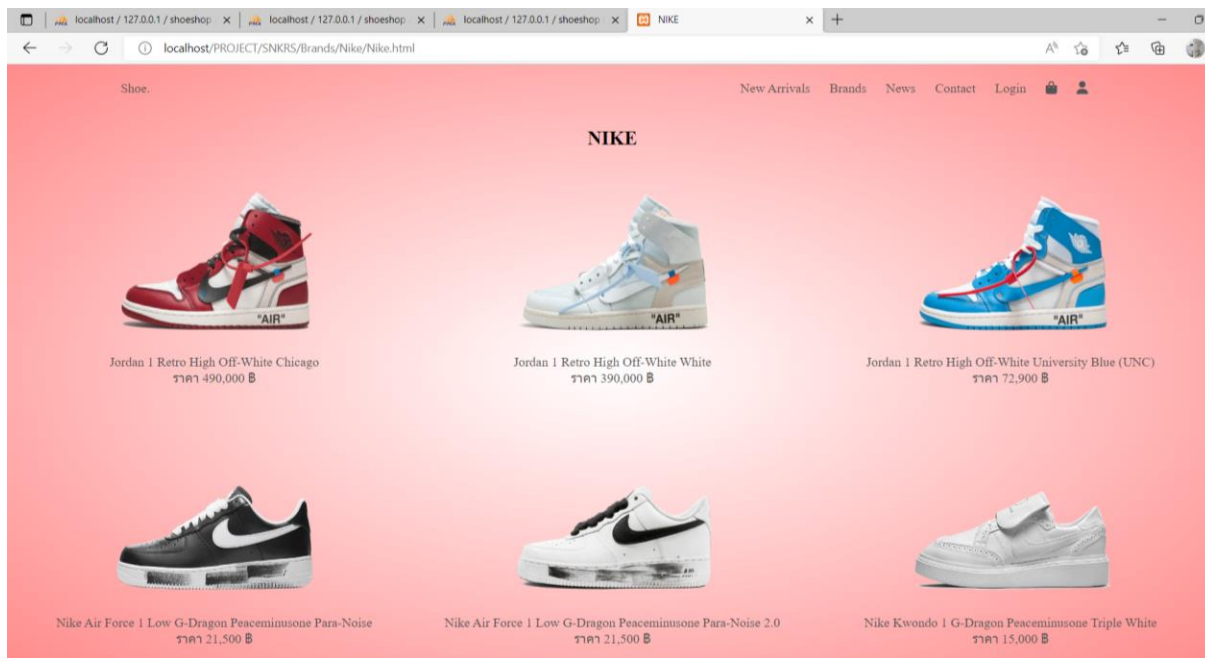 localhost / 127.0.0.1 / shoeshop
localhost / 127.0.0.1 / shoeshop
localhost / 127.0.0.1 / shoeshop
NIKE
localhost/PROJECT/SNKRS/Brands/Nike/Nike.html
Shoe.
New Arrivals Brands News Contact Login
NIKE
"AIR" "AIR" "AIR"
Jordan 1 Retro High Off-White Chicago
ราคา 490,000 ฿
Jordan 1 Retro High Off-White White
ราคา 390,000 ฿
Jordan 1 Retro High Off-White University Blue (UNC)
ราคา 72,900 ฿
Nike Air Force 1 Low G-Dragon Peaceminusone Para-Noise
ราคา 21,500 ฿
Nike Air Force 1 Low G-Dragon Peaceminusone Para-Noise 2.0
ราคา 21,500 ฿
Nike Kwondo 1 G-Dragon Peaceminusone Triple White
ราคา 15,000 ฿